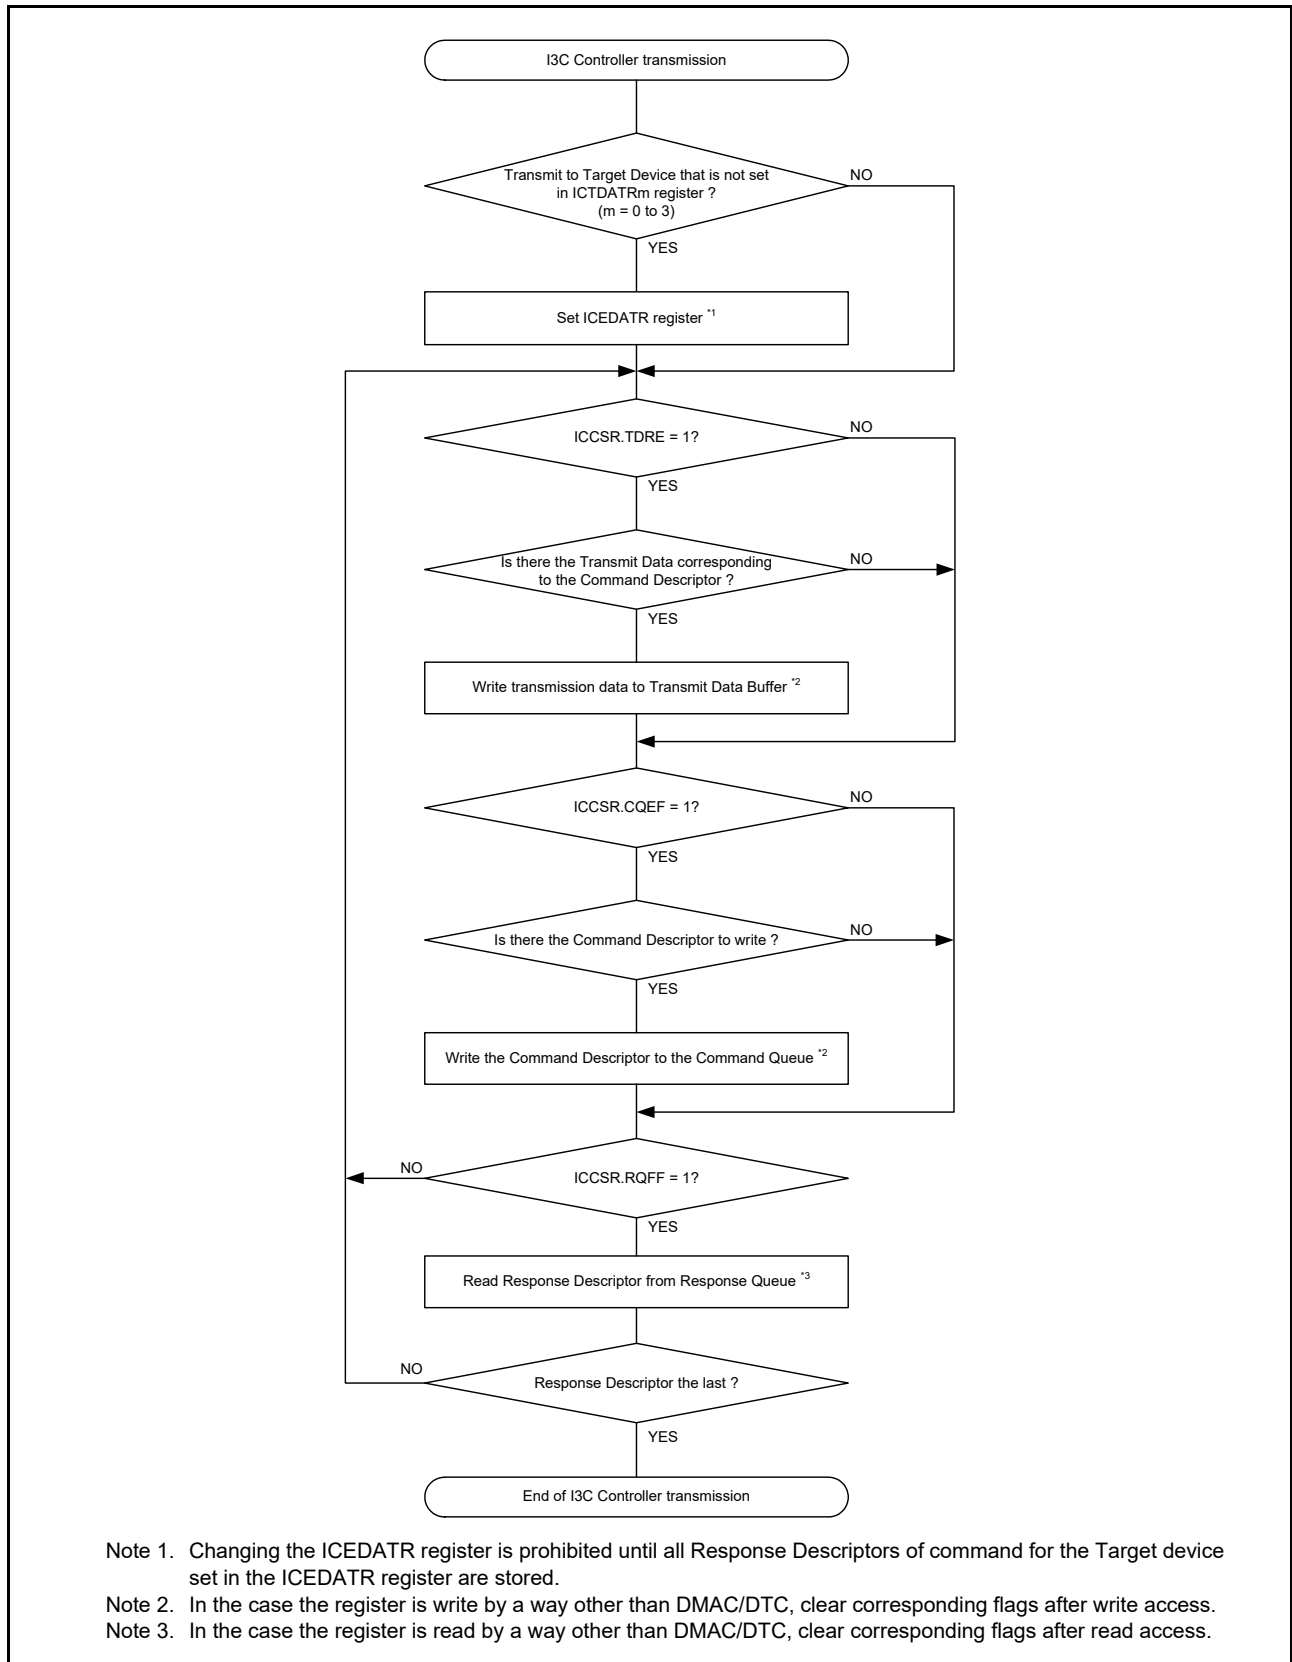 I3C Controller transmission
Transmit to Target Device that is not set
in ICTDATRm register ?
(m = 0 to 3)
NO
YES
Set ICEDATR register *1
ICCSR.TDRE = 1?
NO
YES
Is there the Transmit Data corresponding
to the Command Descriptor ?
NO
YES
Write transmission data to Transmit Data Buffer *2
ICCSR.CQEF = 1?
NO
YES
Is there the Command Descriptor to write ?
NO
YES
Write the Command Descriptor to the Command Queue *2
NO
ICCSR.RQFF = 1?
YES
Read Response Descriptor from Response Queue *3
NO
Response Descriptor the last ?
YES
End of I3C Controller transmission
Note 1. Changing the ICEDATR register is prohibited until all Response Descriptors of command for the Target device
set in the ICEDATR register are stored.
Note 2. In the case the register is write by a way other than DMAC/DTC, clear corresponding flags after write access.
Note 3. In the case the register is read by a way other than DMAC/DTC, clear corresponding flags after read access.